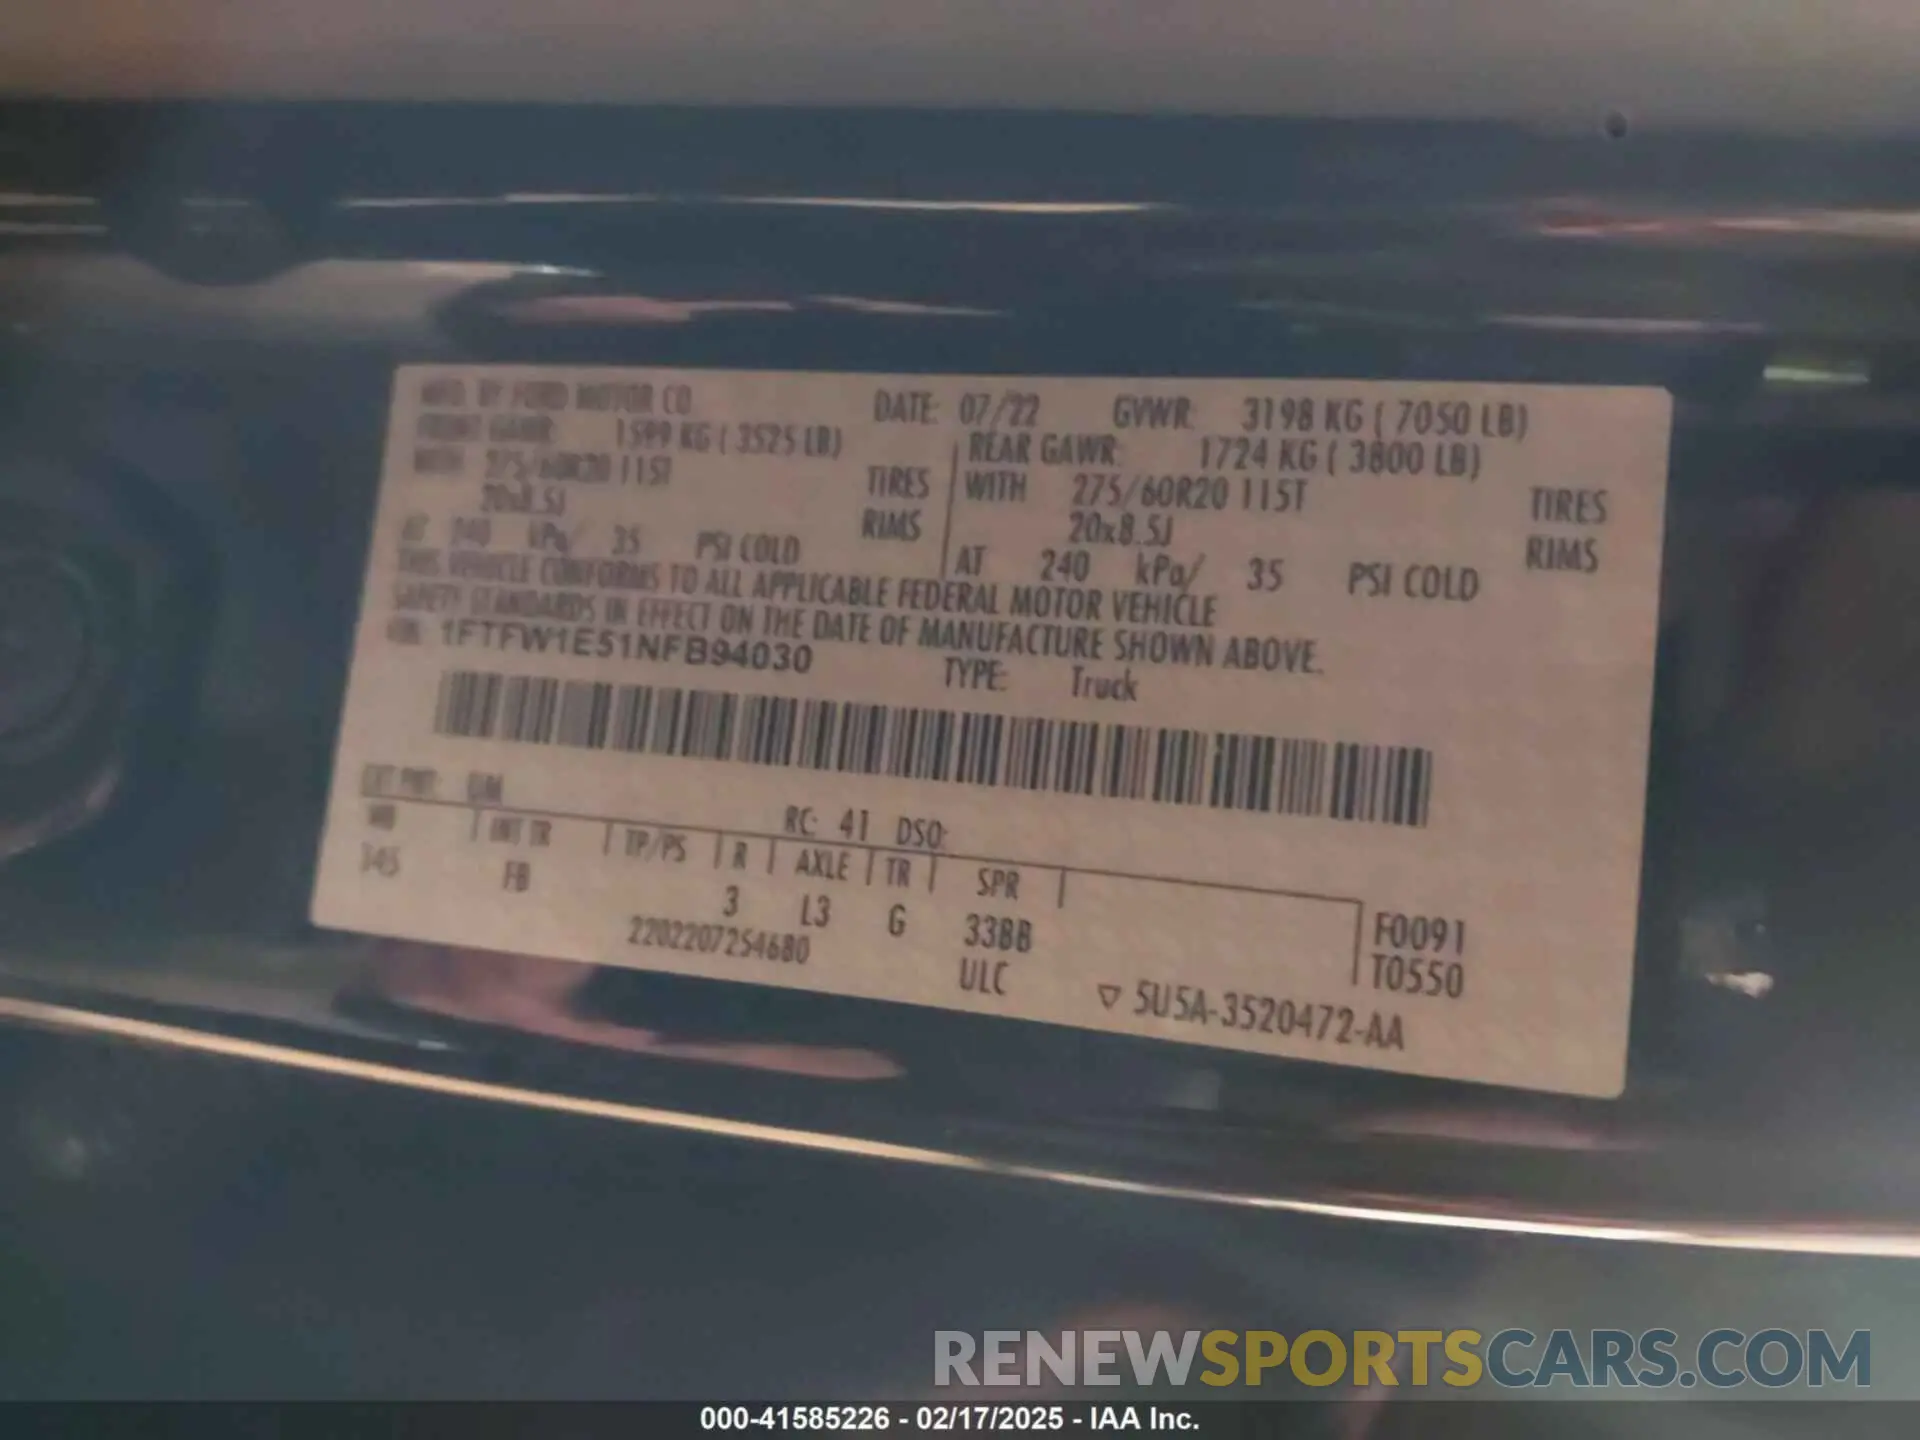 MFD. BY FORD MOTOR CO. DATE: 07/22 GVWR: 3198 KG ( 7050 LB)
FRONT GAWR: 1599 KG ( 3525 LB) REAR GAWR: 1724 KG ( 3800 LB)
WITH 275/60R20 115T TIRES WITH 275/60R20 115T TIRES
20x8.5J RIMS 20x8.5J RIMS
AT 240 kPa/ 35 PSI COLD AT 240 kPa/ 35 PSI COLD
THIS VEHICLE CONFORMS TO ALL APPLICABLE FEDERAL MOTOR VEHICLE
SAFETY STANDARDS IN EFFECT ON THE DATE OF MANUFACTURE SHOWN ABOVE.
VIN: 1FTFW1E51NFB94030 TYPE: Truck
EXT PNT: RC: 41 DSO:
WB INT TR TP/PS R AXLE TR SPR
145 FB 3 L3 G 33BB F0091
2202207254680 ULC T0550
▽ 5U5A-3520472-AA
RENEWSPORTSCARS.COM
000-41585226 - 02/17/2025 - IAA Inc.